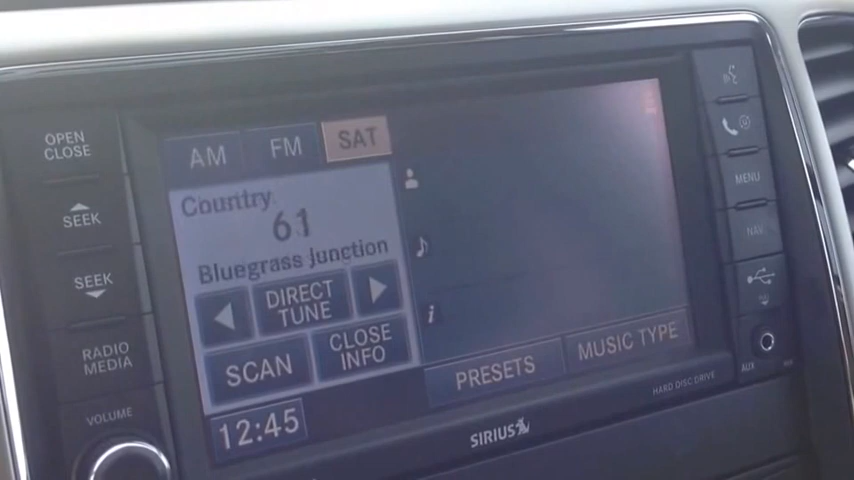 OPEN
CLOSE
SEEK
SEEK
RADIO
MEDIA
VOLUME
AM FM SAT
Country
61
Bluegrass Junction
DIRECT
TUNE
SCAN
CLOSE
INFO
12:45
i
PRESETS
MUSIC TYPE
SIRIUS
HARD DISC DRIVE
MENU
NAV
AUX